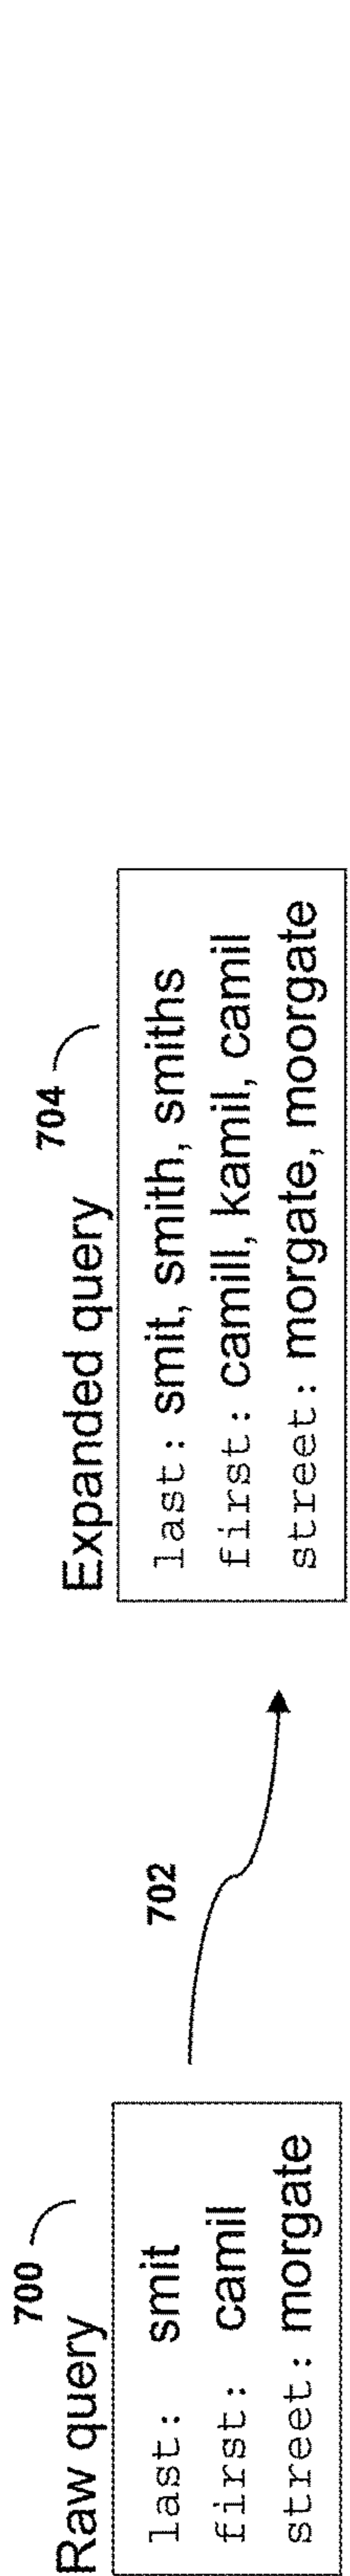 700
Raw query
last: smit
first: camil
street: morgate
702
704
Expanded query
last: smit, smith, smiths
first: camill, kamil, camil
street: morgate, moorgate